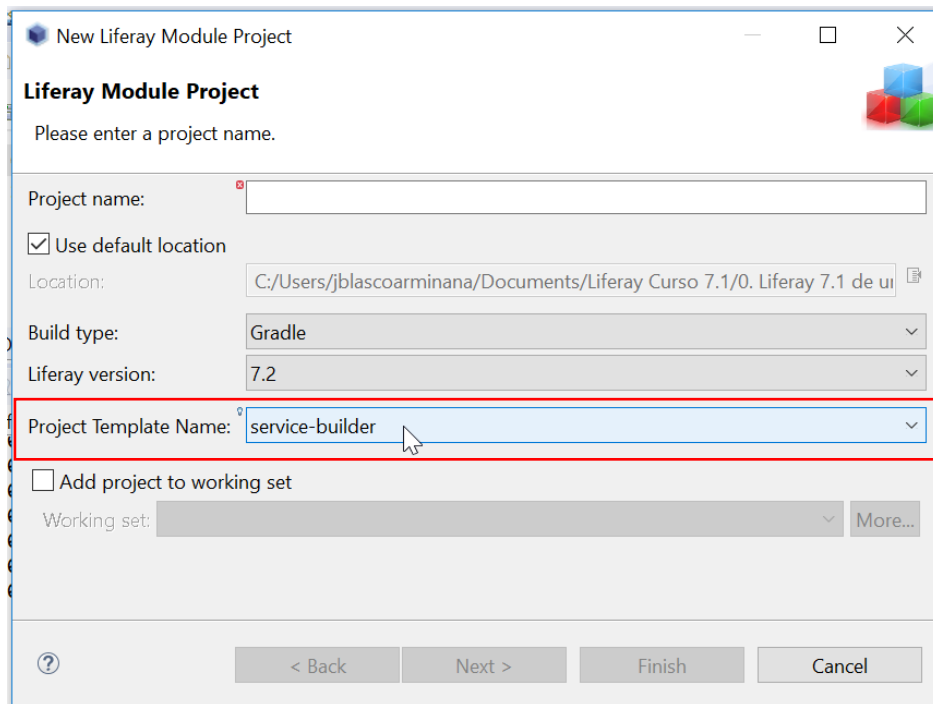 New Liferay Module Project
Liferay Module Project
Please enter a project name.
Project name:
Use default location
Location: C:/Users/jblascoarminana/Documents/Liferay Curso 7.1/0. Liferay 7.1 de
Build type: Gradle
Liferay version: 7.2
Project Template Name: service-builder
Add project to working set
Working set: More...
< Back Next > Finish Cancel